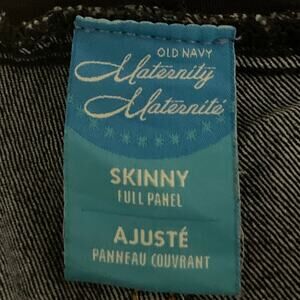 OLD NAVY
Maternity
Maternité
SKINNY
FULL PANEL
AJUSTÉ
PANNEAU COUVRANT